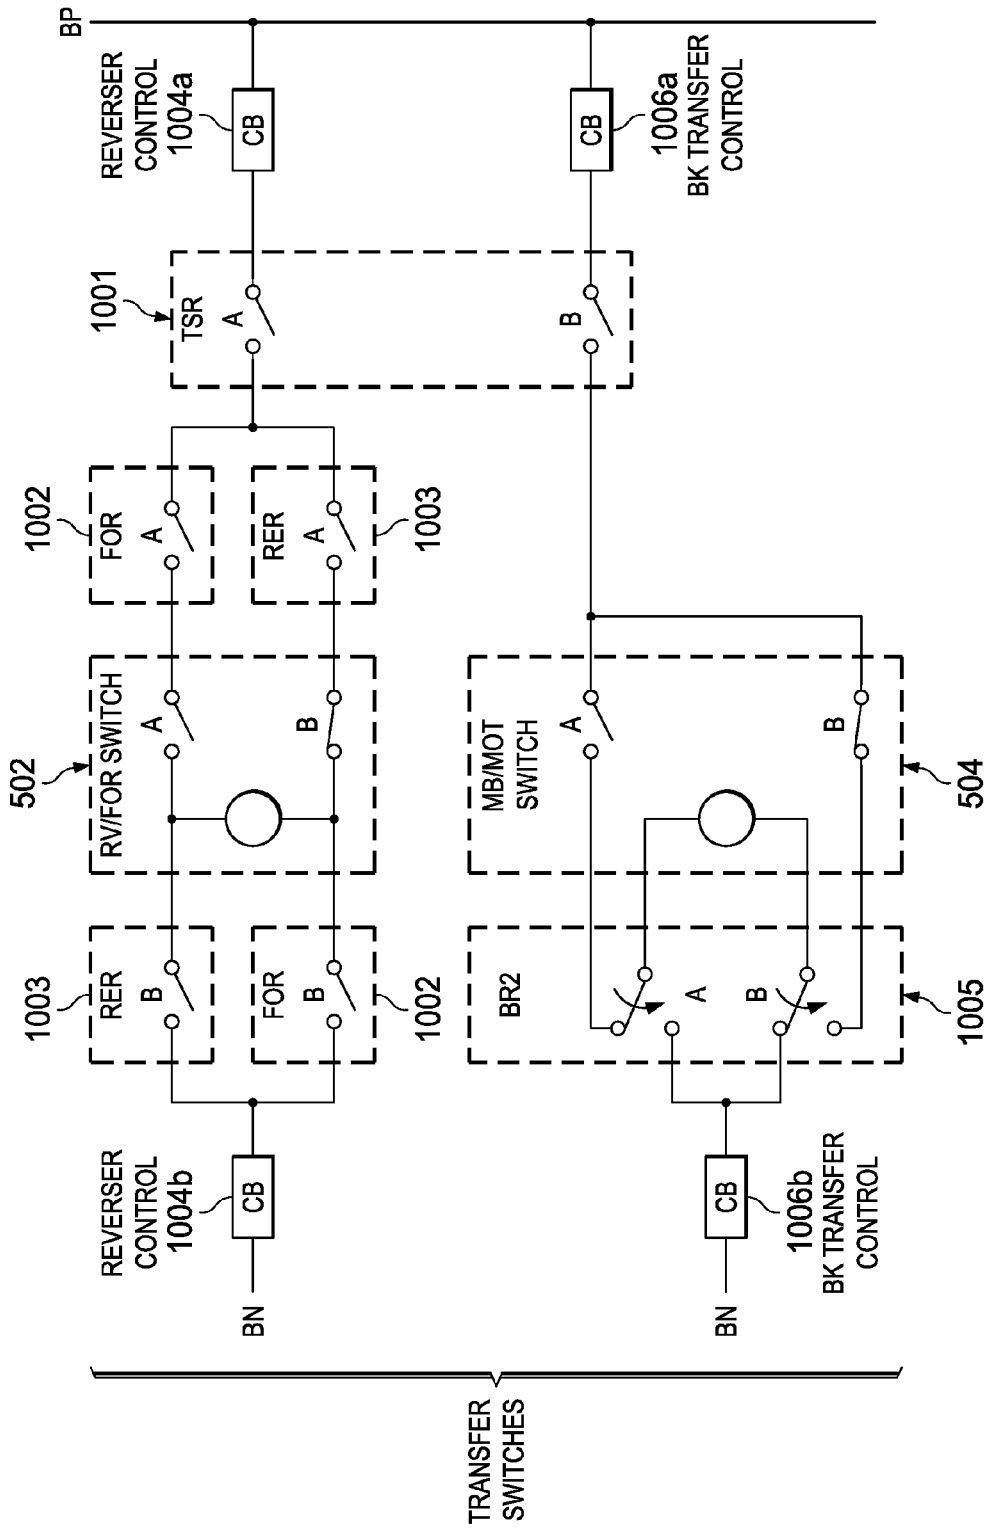 TRANSFER
SWITCHES
BN
REVERSER
CONTROL
1004b
CB
1003
RER
B
FOR
B
1002
502
RV/FOR SWITCH
A
B
1002
FOR
A
RER
A
1003
1001
TSR
A
B
REVERSER
CONTROL
1004a
CB
BP
BN
CB
1006b
BK TRANSFER
CONTROL
BR2
A
B
1005
MB/MOT
SWITCH
A
B
504
CB
1006a
BK TRANSFER
CONTROL